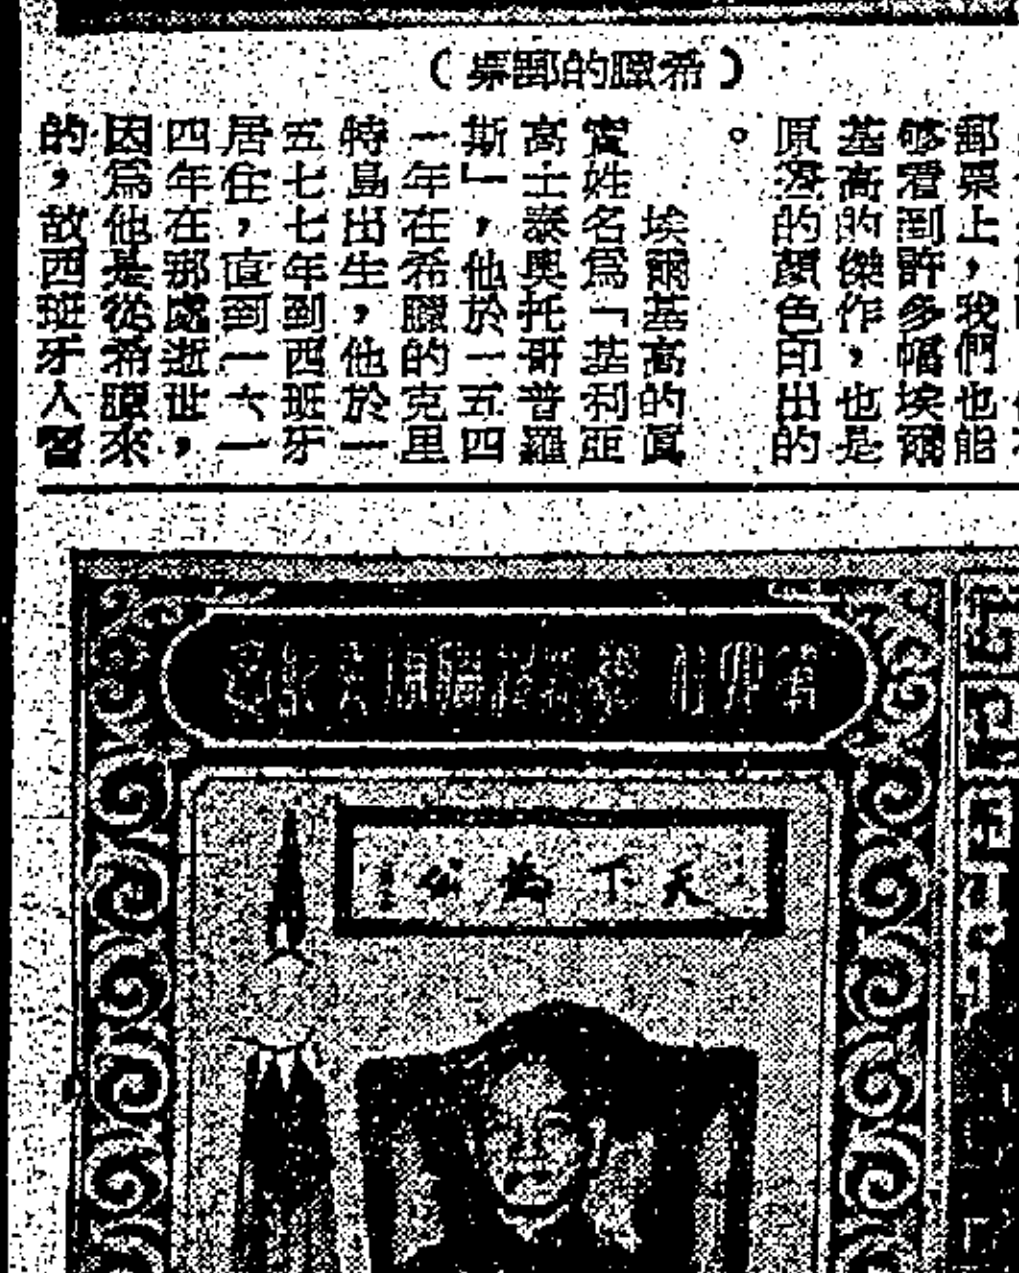 （希臘的郵票）
郵票上，我們也能
够看到許多幅埃爾
基高的傑作，也是
原的顏色印出的
。
埃爾基高的眞
實姓名爲「基利亞
高士泰奧托哥普羅
斯」，他於一五四
一年在希臘的克里
特島出生，他於一
五七七年到西班牙
居住，直到一六一
四年在那處逝世，
因爲他是從希臘來
的，故西班牙人習
天下為公